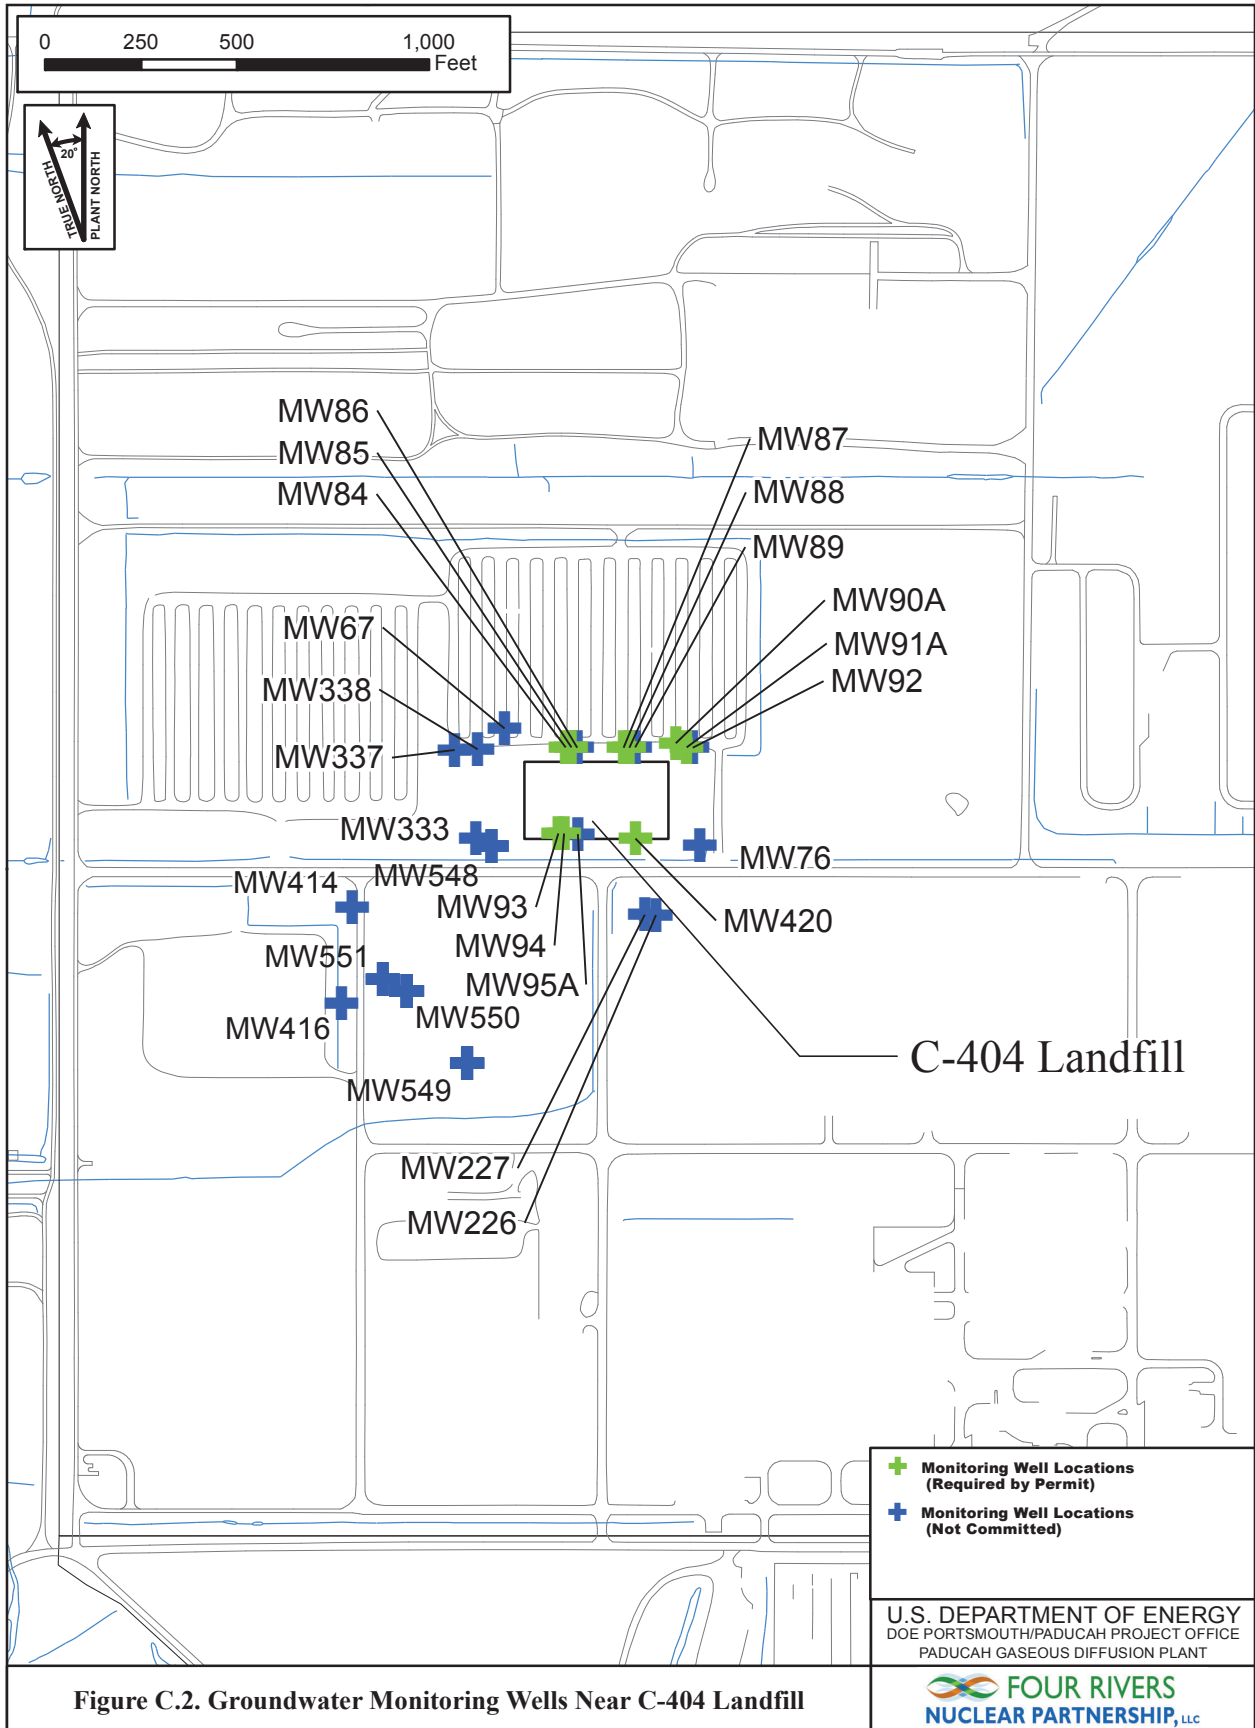 0 250 500 1,000
Feet
20°
TRUE NORTH
PLANT NORTH
MW86
MW85
MW84
MW87
MW88
MW89
MW90A
MW91A
MW92
MW67
MW338
MW337
MW333
MW548
MW76
MW414
MW93
MW94
MW95A
MW420
MW551
MW550
MW416
MW549
C-404 Landfill
MW227
MW226
Monitoring Well Locations
(Required by Permit)
Monitoring Well Locations
(Not Committed)
U.S. DEPARTMENT OF ENERGY
DOE PORTSMOUTH/PADUCAH PROJECT OFFICE
PADUCAH GASEOUS DIFFUSION PLANT
Figure C.2. Groundwater Monitoring Wells Near C-404 Landfill
FOUR RIVERS
NUCLEAR PARTNERSHIP, LLC